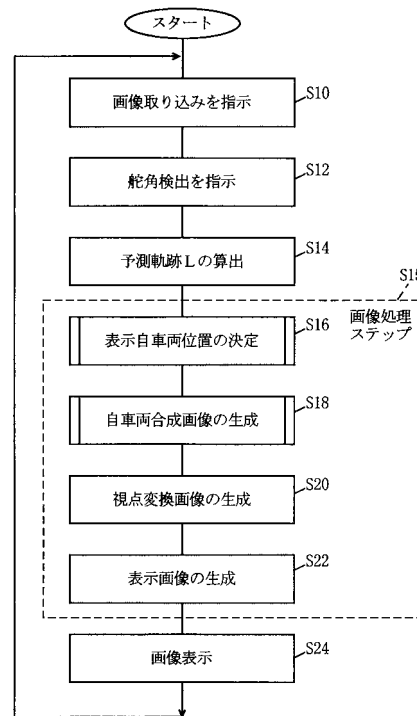 スタート
画像取り込みを指示
S10
舵角検出を指示
S12
予測軌跡Lの算出
S14
S15
画像処理
ステップ
表示自車両位置の決定
S16
自車両合成画像の生成
S18
視点変換画像の生成
S20
表示画像の生成
S22
画像表示
S24